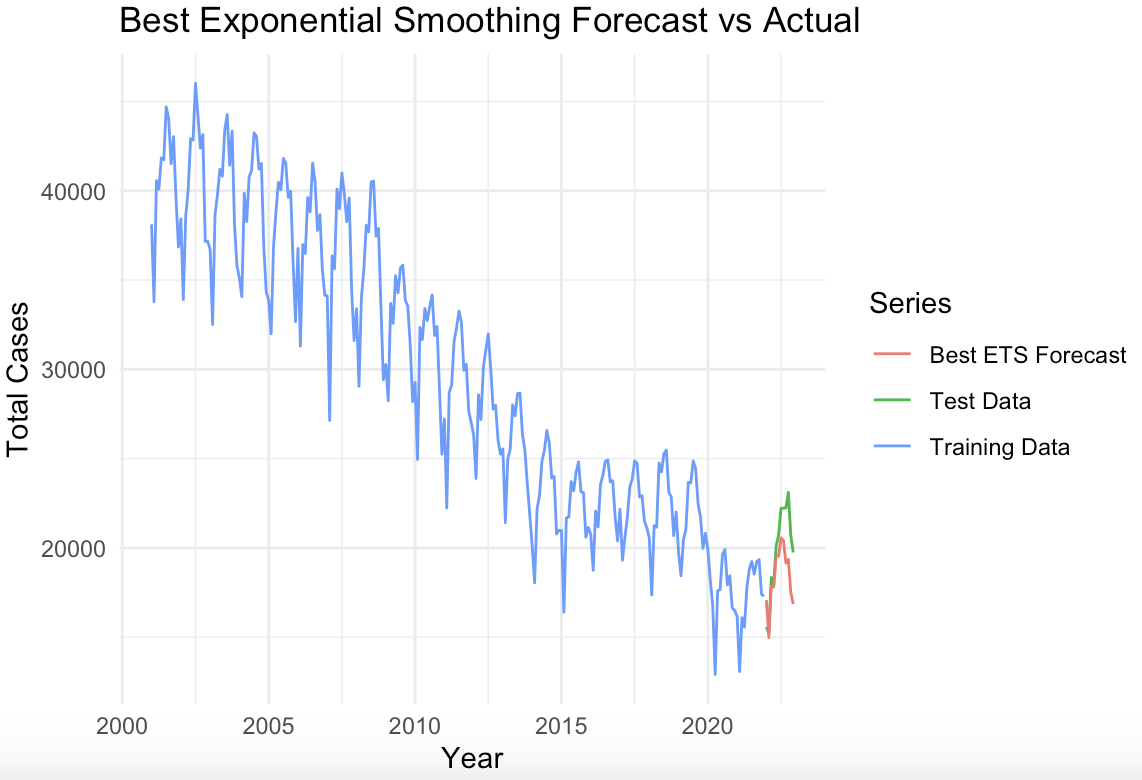 Best Exponential Smoothing Forecast vs Actual
Total Cases
40000
30000
20000
2000
2005
2010
2015
2020
Year
Series
Best ETS Forecast
Test Data
Training Data